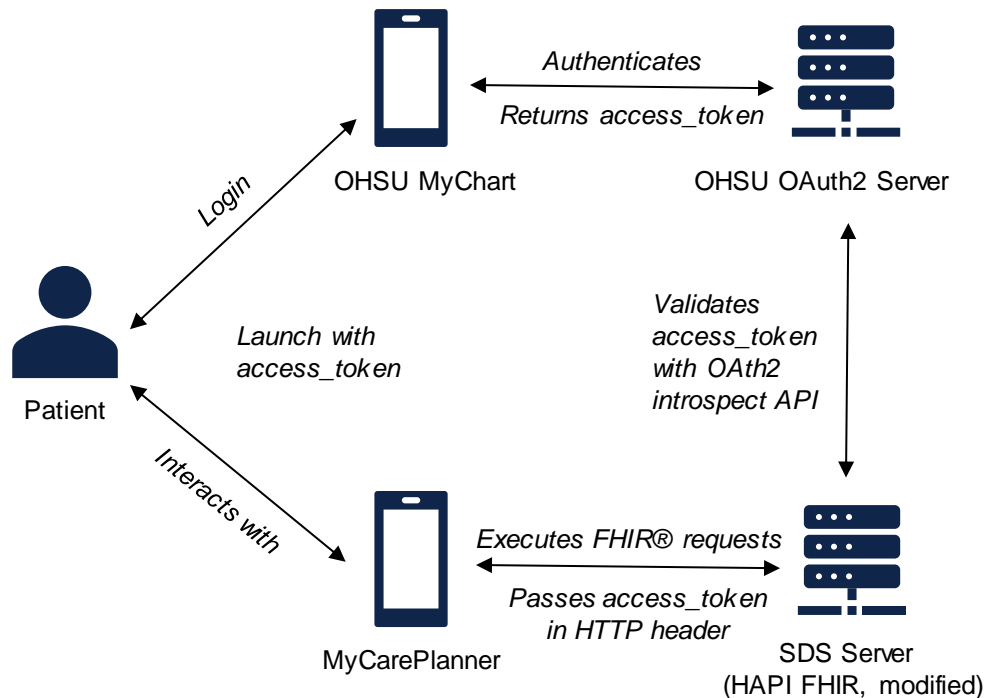 Authenticates
Returns access_token
OHSU MyChart
OHSU OAuth2 Server
Login
Patient
Launch with
access_token
Validates
access_token
with OAth2
introspect API
Interacts with
Executes FHIR® requests
Passes access_token
in HTTP header
MyCarePlanner
SDS Server
(HAPI FHIR, modified)